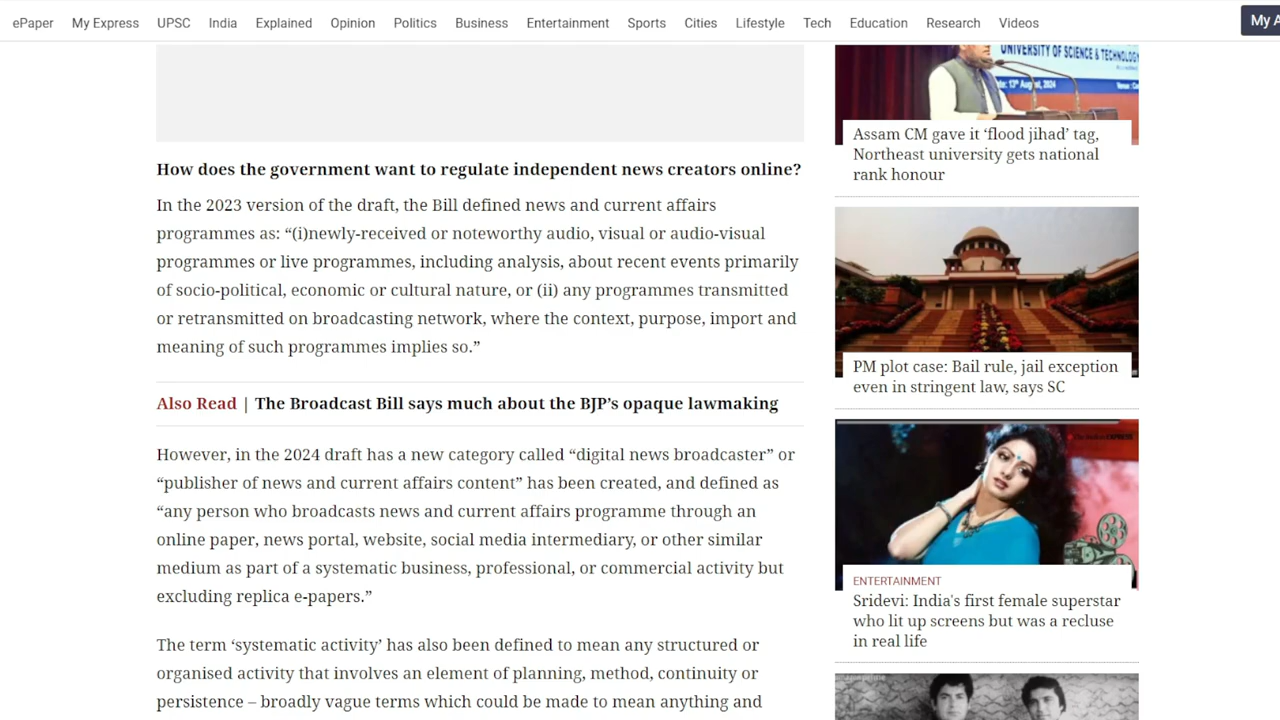 ePaper My Express UPSC India Explained Opinion Politics Business Entertainment Sports Cities Lifestyle Tech Education Research Videos My A
How does the government want to regulate independent news creators online?
In the 2023 version of the draft, the Bill defined news and current affairs
programmes as: “(i)newly-received or noteworthy audio, visual or audio-visual
programmes or live programmes, including analysis, about recent events primarily
of socio-political, economic or cultural nature, or (ii) any programmes transmitted
or retransmitted on broadcasting network, where the context, purpose, import and
meaning of such programmes implies so.”
Also Read | The Broadcast Bill says much about the BJP’s opaque lawmaking
However, in the 2024 draft has a new category called “digital news broadcaster” or
“publisher of news and current affairs content” has been created, and defined as
“any person who broadcasts news and current affairs programme through an
online paper, news portal, website, social media intermediary, or other similar
medium as part of a systematic business, professional, or commercial activity but
excluding replica e-papers.”
The term ‘systematic activity’ has also been defined to mean any structured or
organised activity that involves an element of planning, method, continuity or
persistence – broadly vague terms which could be made to mean anything and
UNIVERSITY OF SCIENCE & TECHNOLOGY
te: 13th August, 2024 Venue: Co
Assam CM gave it ‘flood jihad’ tag,
Northeast university gets national
rank honour
PM plot case: Bail rule, jail exception
even in stringent law, says SC
ENTERTAINMENT
Sridevi: India's first female superstar
who lit up screens but was a recluse
in real life